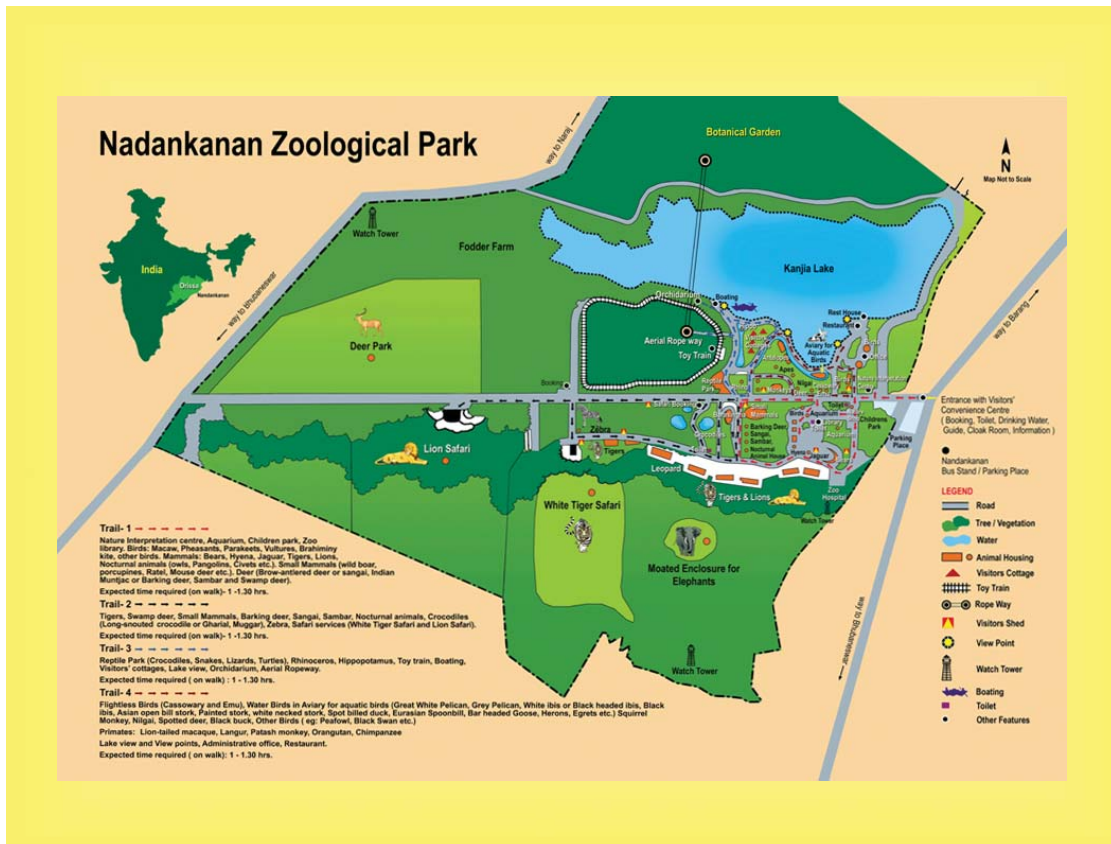 Nadankanan Zoological Park
way to Naraj
Botanical Garden
N
Map Not to Scale
Watch Tower
Fodder Farm
Kanjia Lake
India
Orissa
Nandankanan
way to bhubaneswar
way to Barang
Orchidarium
Boating
Rest House
Restaurant
Deer Park
Aerial Rope way
Toy Train
Aviary for
Aquatic
Birds
Birds
Office
Apes
Nilgai
Booking
Reptile
Park
Toilet
Entrance with Visitors'
Convenience Centre
( Booking, Toilet, Drinking Water,
Guide, Cloak Room, Information )
Mammals
Birds
Aquarium
Childrens
Park
Parking
Place
Zebra
Crocodiles
Barking Deer,
Sangai,
Sambar,
Nocturnal
Animal House
Lion Safari
Tigers
Hyena
Jaguar
Nandankanan
Bus Stand / Parking Place
Leopard
Tigers & Lions
Zoo
Hospital
Watch Tower
White Tiger Safari
Moated Enclosure for
Elephants
Watch Tower
way to Bhubaneswar
LEGEND
Road
Tree / Vegetation
Water
Animal Housing
Visitors Cottage
Toy Train
Rope Way
Visitors Shed
View Point
Watch Tower
Boating
Toilet
Other Features
Trail- 1
Nature Interpretation centre, Aquarium, Children park, Zoo
library. Birds: Macaw, Pheasants, Parakeets, Vultures, Brahiminy
kite, other birds. Mammals: Bears, Hyena, Jaguar, Tigers, Lions,
Nocturnal animals (owls, Pangolins, Civets etc.). Small Mammals (wild boar,
porcupines, Ratel, Mouse deer etc.). Deer (Brow-antlered deer or sangai, Indian
Muntjac or Barking deer, Sambar and Swamp deer).
Expected time required (on walk)- 1 -1.30 hrs.
Trail- 2
Tigers, Swamp deer, Small Mammals, Barking deer, Sangai, Sambar, Nocturnal animals, Crocodiles
(Long-snouted crocodile or Gharial, Muggar), Zebra, Safari services (White Tiger Safari and Lion Safari).
Expected time required (on walk)- 1 -1.30 hrs.
Trail- 3
Reptile Park (Crocodiles, Snakes, Lizards, Turtles), Rhinoceros, Hippopotamus, Toy train, Boating,
Visitors' cottages, Lake view, Orchidarium, Aerial Ropeway.
Expected time required ( on walk) : 1 - 1.30 hrs.
Trail- 4
Flightless Birds (Cassowary and Emu), Water Birds in Aviary for aquatic birds (Great White Pelican, Grey Pelican, White ibis or Black headed ibis, Black
ibis, Asian open bill stork, Painted stork, white necked stork, Spot billed duck, Eurasian Spoonbill, Bar headed Goose, Herons, Egrets etc.) Squirrel
Monkey, Nilgai, Spotted deer, Black buck, Other Birds ( eg: Peafowl, Black Swan etc.)
Primates: Lion-tailed macaque, Langur, Patash monkey, Orangutan, Chimpanzee
Lake view and View points, Administrative office, Restaurant.
Expected time required ( on walk): 1 - 1.30 hrs.